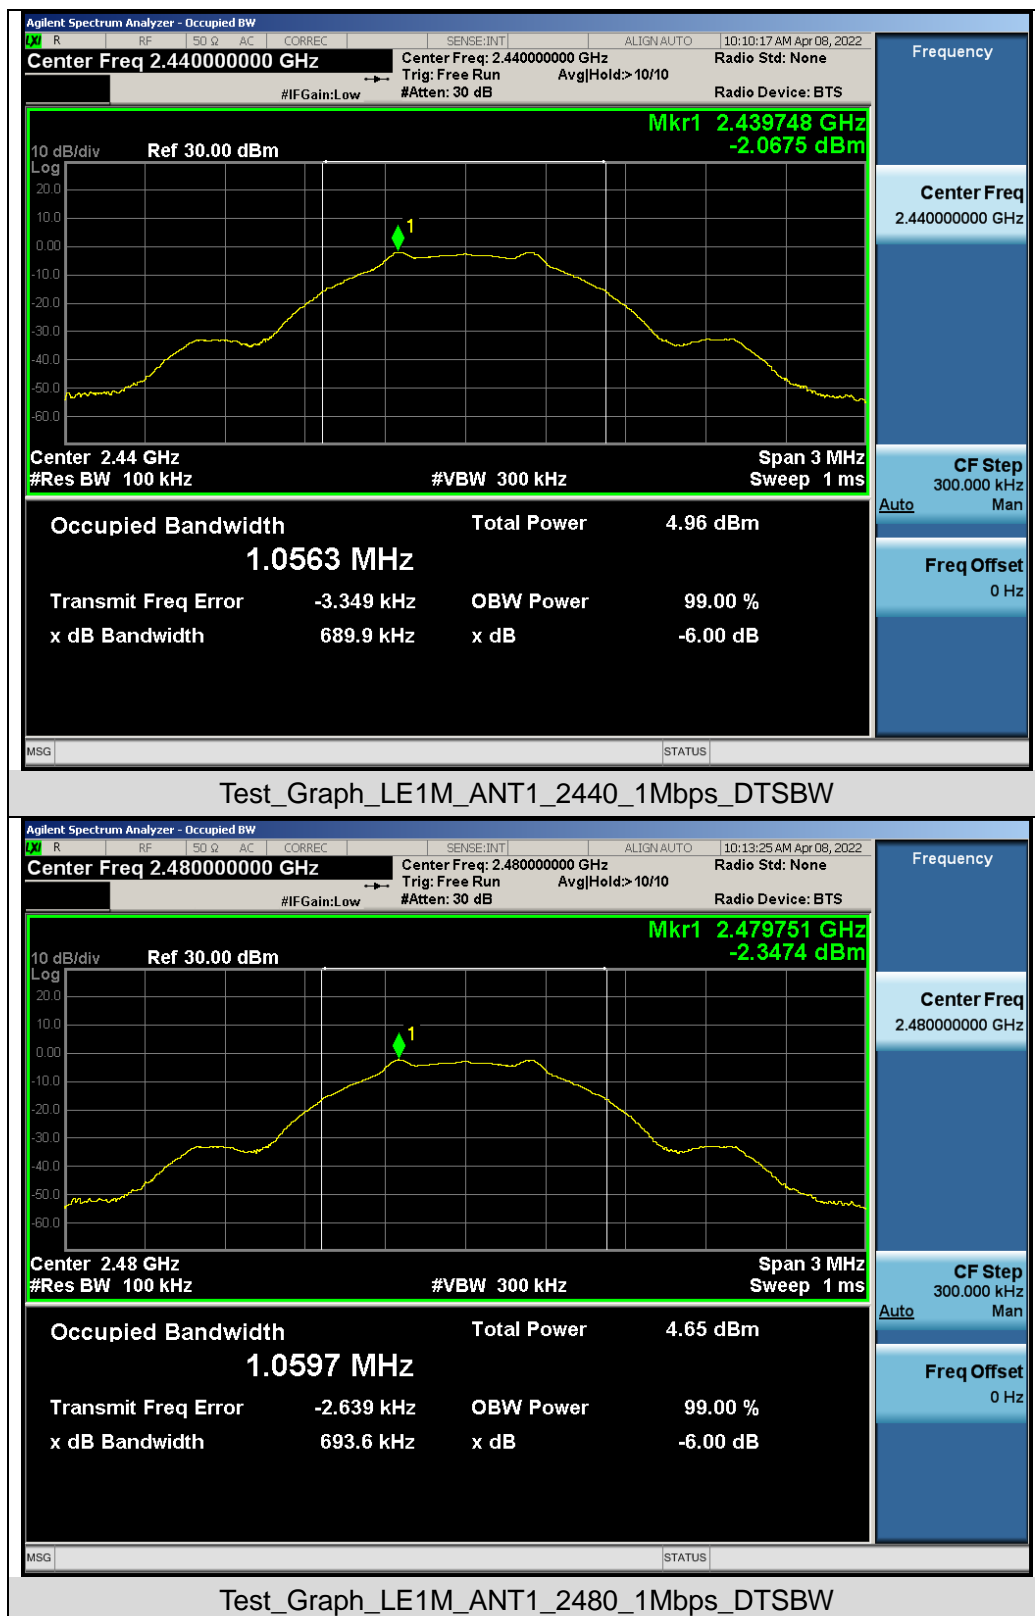 Agilent Spectrum Analyzer - Occupied BW
LXI R RF 50 Ω AC CORREC SENSE:INT ALIGN AUTO 10:10:17 AM Apr 08, 2022
Center Freq 2.440000000 GHz
Center Freq: 2.440000000 GHz
Radio Std: None
Trig: Free Run Avg|Hold:> 10/10
#IFGain:Low
#Atten: 30 dB
Radio Device: BTS
Mkr1 2.439748 GHz
-2.0675 dBm
10 dB/div Ref 30.00 dBm
Log
20.0
10.0
0.00
-10.0
-20.0
-30.0
-40.0
-50.0
-60.0
1
Center 2.44 GHz Span 3 MHz
#Res BW 100 kHz #VBW 300 kHz Sweep 1 ms
Occupied Bandwidth Total Power 4.96 dBm
1.0563 MHz
Transmit Freq Error -3.349 kHz OBW Power 99.00 %
x dB Bandwidth 689.9 kHz x dB -6.00 dB
MSG STATUS
Frequency
Center Freq
2.440000000 GHz
CF Step
300.000 kHz
Auto Man
Freq Offset
0 Hz
Test_Graph_LE1M_ANT1_2440_1Mbps_DTSBW
Agilent Spectrum Analyzer - Occupied BW
LXI R RF 50 Ω AC CORREC SENSE:INT ALIGN AUTO 10:13:25 AM Apr 08, 2022
Center Freq 2.480000000 GHz
Center Freq: 2.480000000 GHz
Radio Std: None
Trig: Free Run Avg|Hold:> 10/10
#IFGain:Low
#Atten: 30 dB
Radio Device: BTS
Mkr1 2.479751 GHz
-2.3474 dBm
10 dB/div Ref 30.00 dBm
Log
20.0
10.0
0.00
-10.0
-20.0
-30.0
-40.0
-50.0
-60.0
1
Center 2.48 GHz Span 3 MHz
#Res BW 100 kHz #VBW 300 kHz Sweep 1 ms
Occupied Bandwidth Total Power 4.65 dBm
1.0597 MHz
Transmit Freq Error -2.639 kHz OBW Power 99.00 %
x dB Bandwidth 693.6 kHz x dB -6.00 dB
MSG STATUS
Frequency
Center Freq
2.480000000 GHz
CF Step
300.000 kHz
Auto Man
Freq Offset
0 Hz
Test_Graph_LE1M_ANT1_2480_1Mbps_DTSBW